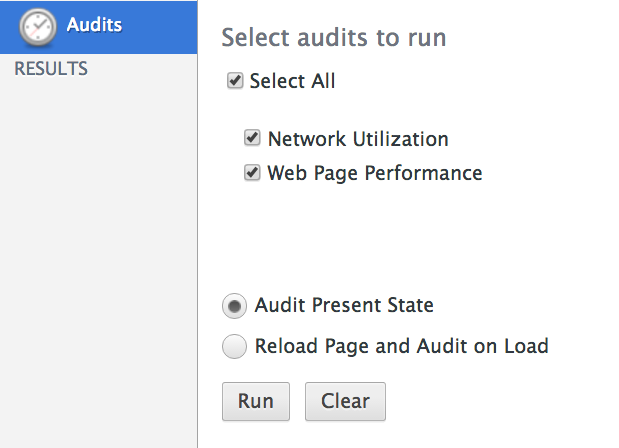 Audits
RESULTS
Select audits to run
Select All
Network Utilization
Web Page Performance
Audit Present State
Reload Page and Audit on Load
Run Clear